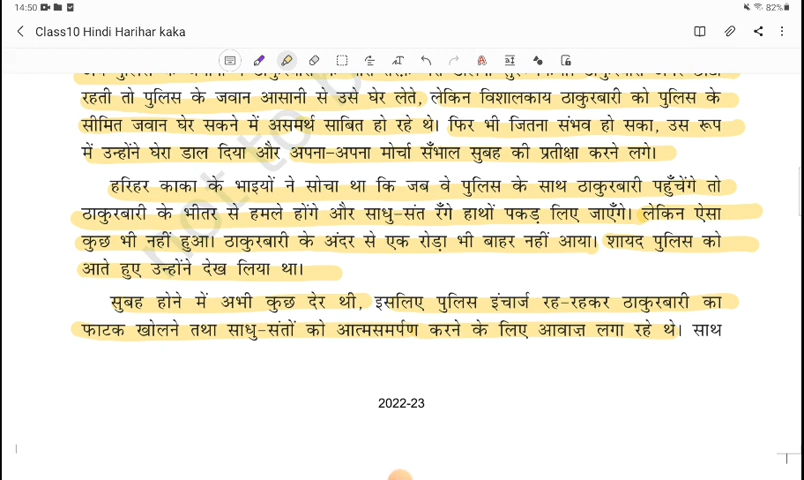 14:50
82%
Class10 Hindi Harihar kaka
रहती तो पुलिस के जवान आसानी से उसे घेर लेते, लेकिन विशालकाय ठाकुरबारी को पुलिस के
सीमित जवान घेर सकने में असमर्थ साबित हो रहे थे। फिर भी जितना संभव हो सका, उस रूप
में उन्होंने घेरा डाल दिया और अपना-अपना मोर्चा सँभाल सुबह की प्रतीक्षा करने लगे।
हरिहर काका के भाइयों ने सोचा था कि जब वे पुलिस के साथ ठाकुरबारी पहुँचेंगे तो
ठाकुरबारी के भीतर से हमले होंगे और साधु-संत रँगे हाथों पकड़ लिए जाएँगे। लेकिन ऐसा
कुछ भी नहीं हुआ। ठाकुरबारी के अंदर से एक रोड़ा भी बाहर नहीं आया। शायद पुलिस को
आते हुए उन्होंने देख लिया था।
सुबह होने में अभी कुछ देर थी, इसलिए पुलिस इंचार्ज रह-रहकर ठाकुरबारी का
फाटक खोलने तथा साधु-संतों को आत्मसमर्पण करने के लिए आवाज़ लगा रहे थे। साथ
2022-23